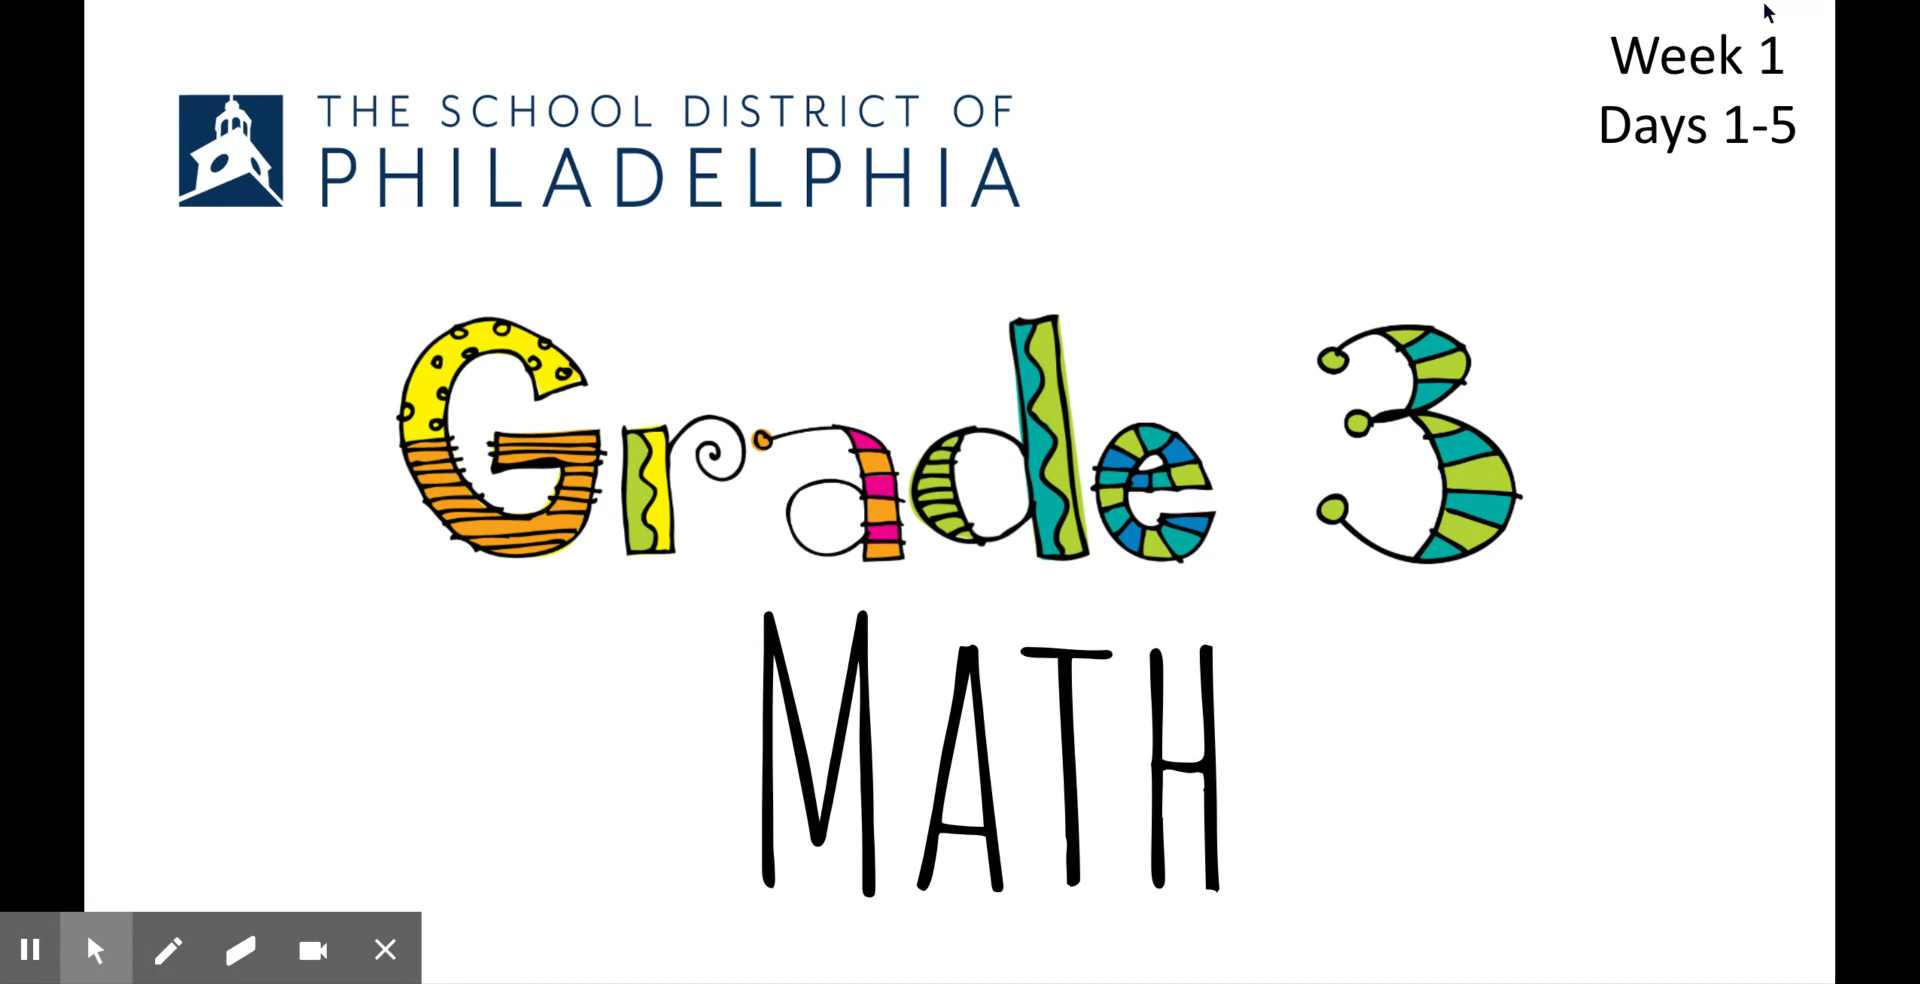 Week 1
Days 1-5
THE SCHOOL DISTRICT OF
PHILADELPHIA
Grade 3
MATH